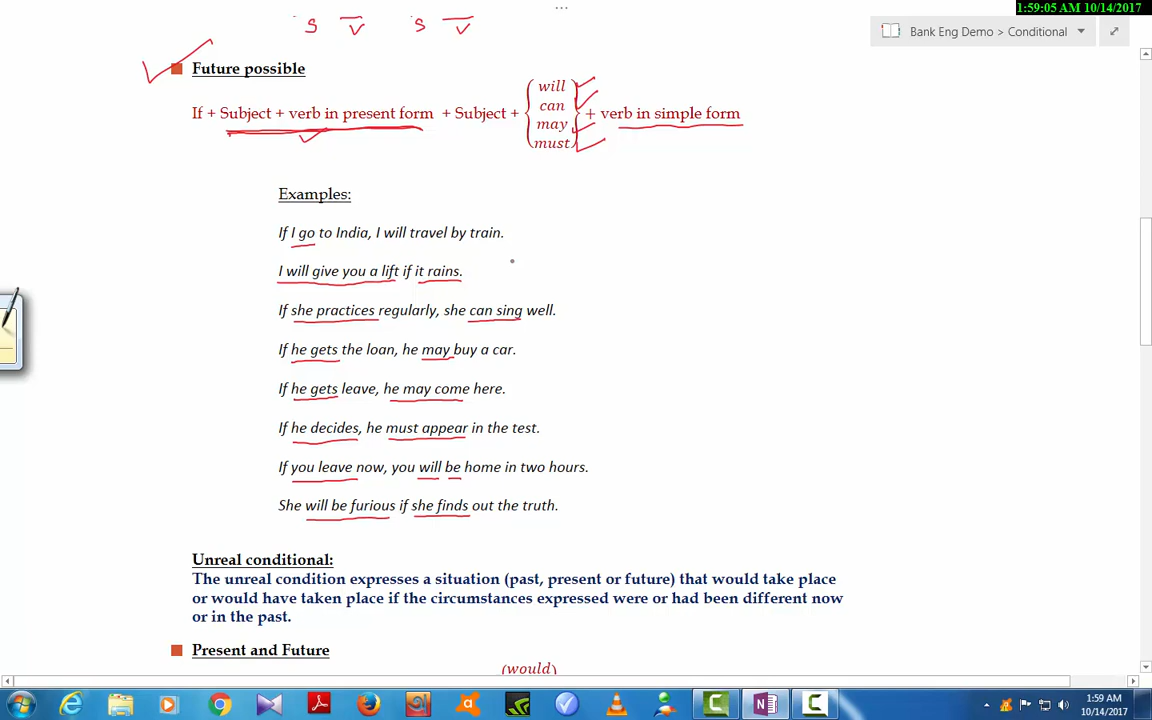 1:59:05 AM 10/14/2017
S V S V
Bank Eng Demo > Conditional
Future possible
will
can
If + Subject + verb in present form + Subject + + verb in simple form
may
must
Examples:
If I go to India, I will travel by train.
I will give you a lift if it rains.
If she practices regularly, she can sing well.
If he gets the loan, he may buy a car.
If he gets leave, he may come here.
If he decides, he must appear in the test.
If you leave now, you will be home in two hours.
She will be furious if she finds out the truth.
Unreal conditional:
The unreal condition expresses a situation (past, present or future) that would take place
or would have taken place if the circumstances expressed were or had been different now
or in the past.
Present and Future
(would)
1:59 AM
10/14/2017